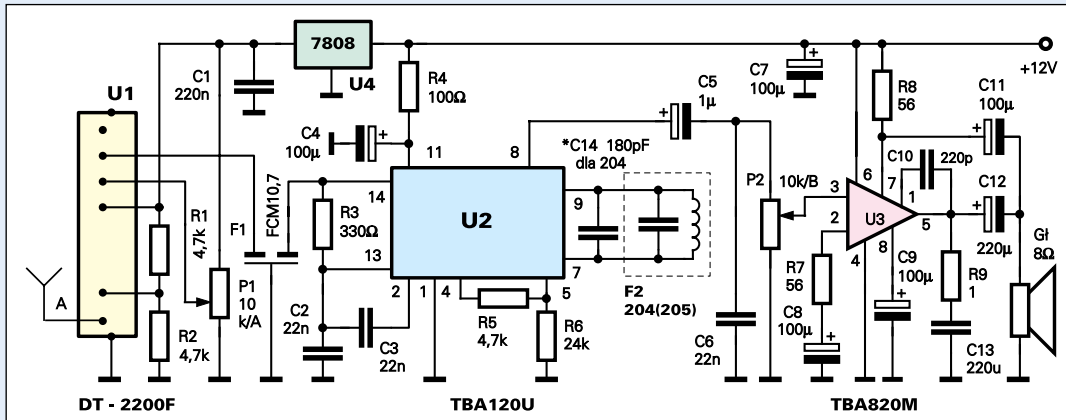 U1
C1
220n
7808
U4
R4
100Ω
C4
100µ
+
11
8
C5
1µ
+
*C14 180pF
dla 204
C7
100µ
+
R8
56
+12V
C11
100µ
+
C10
220p
C12
220µ
+
P2
10k/B
6
7
1
3
2
U3
5
4
8
C9
100µ
+
Gł
8Ω
R9
1
C13
220u
R7
56
C8
100µ
+
R1
4,7k
F1
FCM10,7
14
R3
330Ω
13
U2
9
7
F2
204(205)
A
P1
10
k/A
R2
4,7k
C2
22n
C3
22n
2
1
4
5
R5
4,7k
R6
24k
C6
22n
DT - 2200F
TBA120U
TBA820M